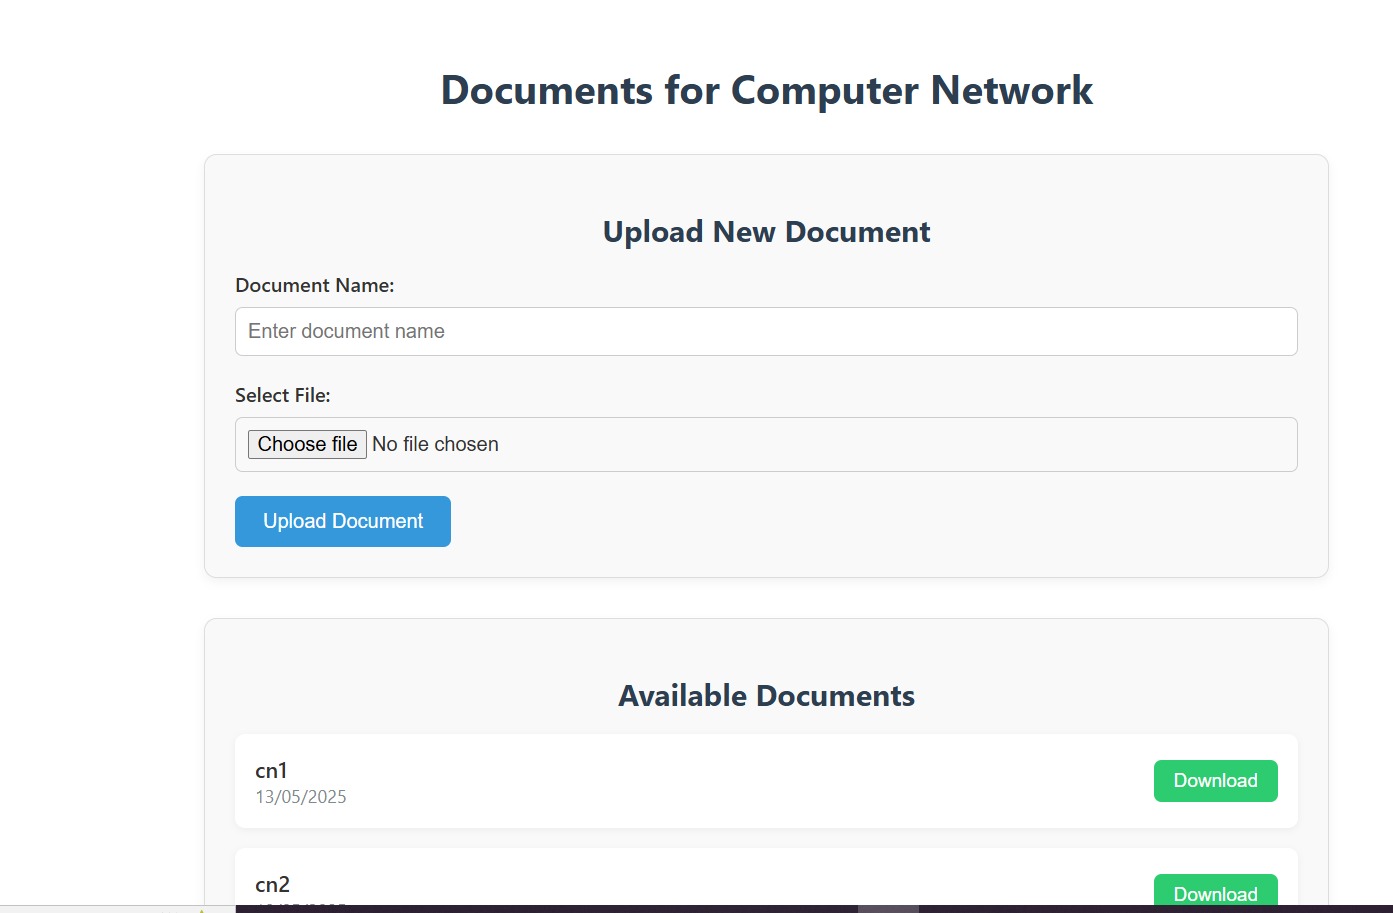 Documents for Computer Network
Upload New Document
Document Name:
Enter document name
Select File:
Choose file No file chosen
Upload Document
Available Documents
cn1
13/05/2025
Download
cn2
Download